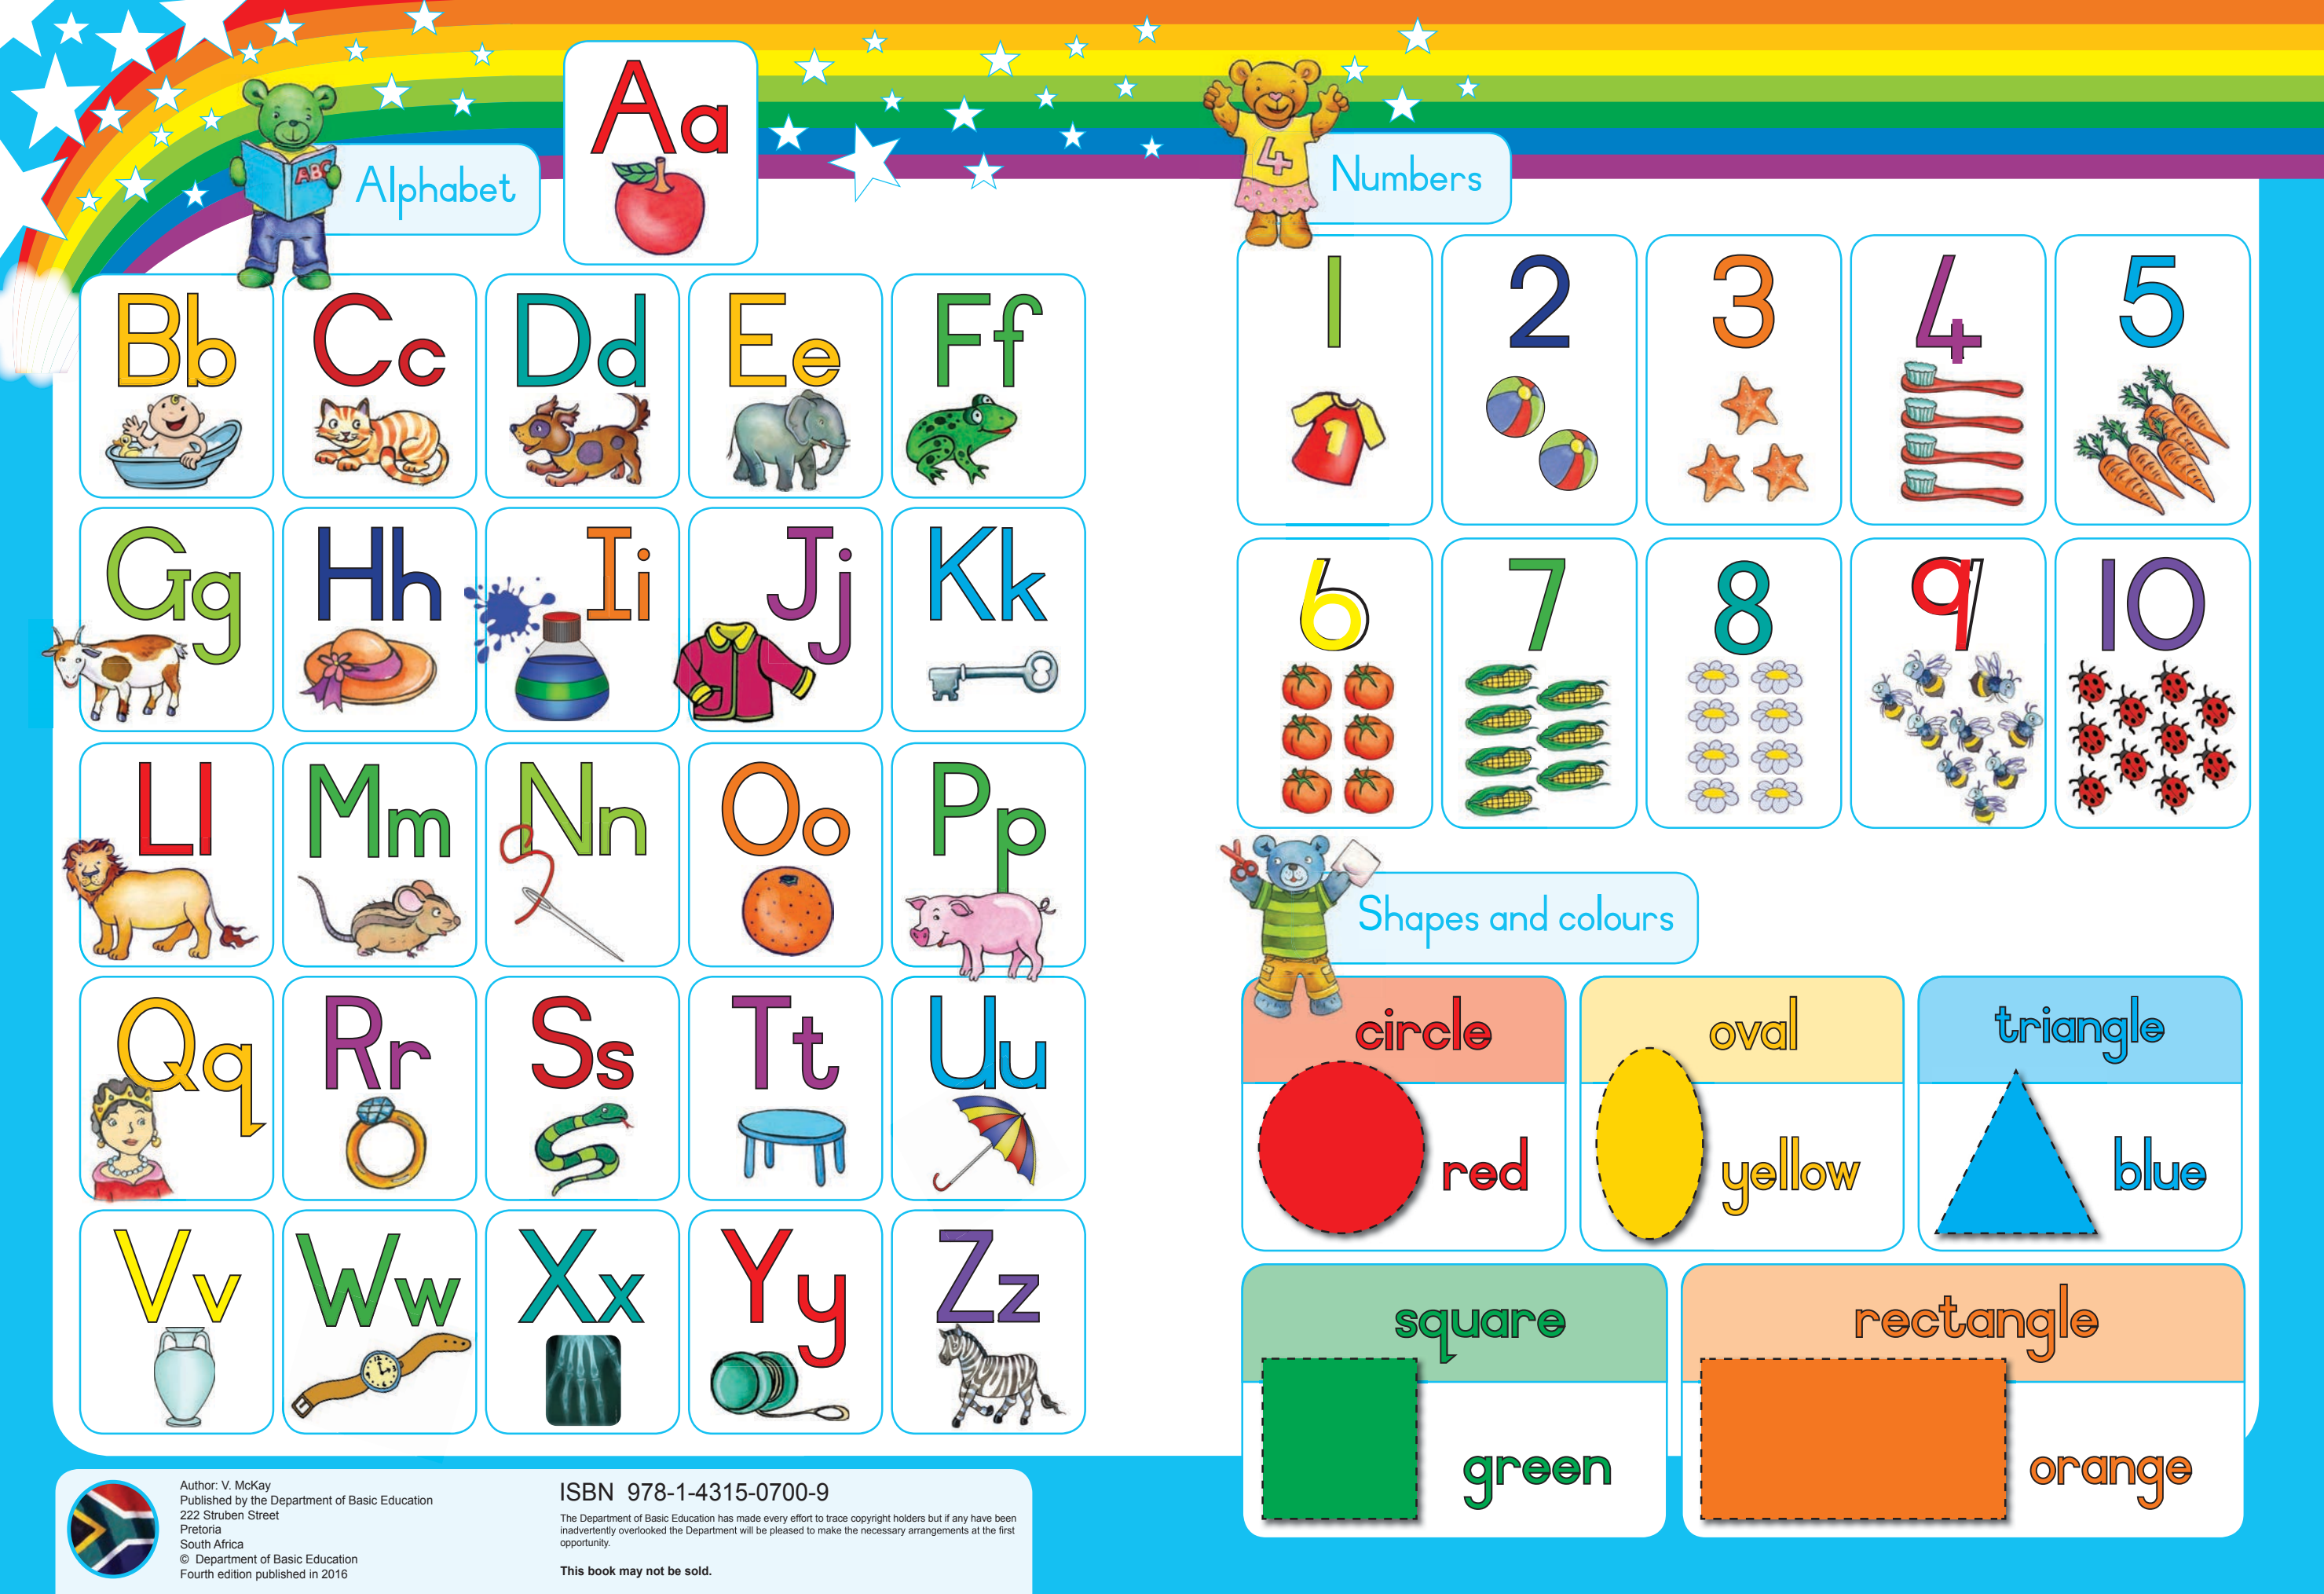 Alphabet
ABC
Aa
Bb
Cc
Dd
Ee
Ff
Gg
Hh
Ii
Jj
Kk
Ll
Mm
Nn
Oo
Pp
Qq
Rr
Ss
Tt
Uu
Vv
Ww
Xx
Yy
Zz
4
Numbers
1
1
2
3
4
5
6
7
8
9
10
Shapes and colours
circle
red
oval
yellow
triangle
blue
square
green
rectangle
orange
Author: V. McKay
Published by the Department of Basic Education
222 Struben Street
Pretoria
South Africa
© Department of Basic Education
Fourth edition published in 2016
ISBN 978-1-4315-0700-9
The Department of Basic Education has made every effort to trace copyright holders but if any have been
inadvertently overlooked the Department will be pleased to make the necessary arrangements at the first
opportunity.
This book may not be sold.